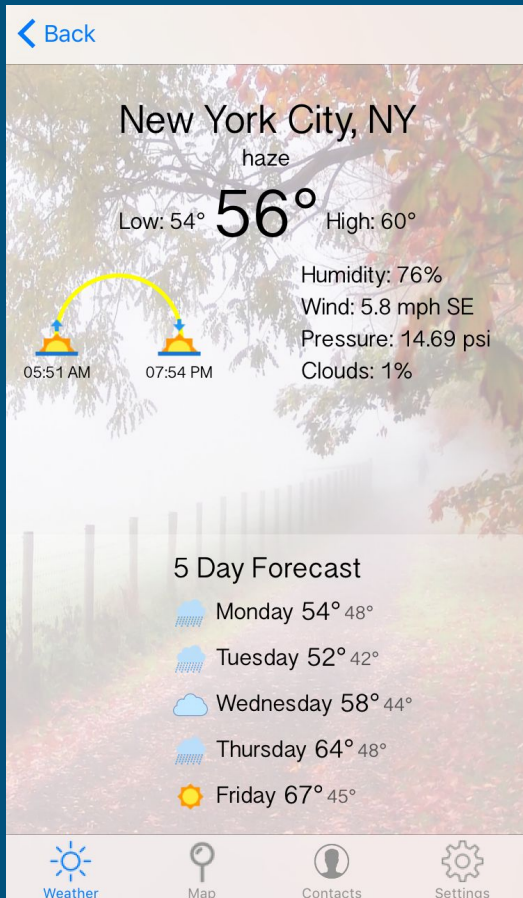 Back
New York City, NY
haze
Low: 54° 56° High: 60°
Humidity: 76%
Wind: 5.8 mph SE
Pressure: 14.69 psi
Clouds: 1%
05:51 AM 07:54 PM
5 Day Forecast
Monday 54° 48°
Tuesday 52° 42°
Wednesday 58° 44°
Thursday 64° 48°
Friday 67° 45°
Weather Map Contacts Settings